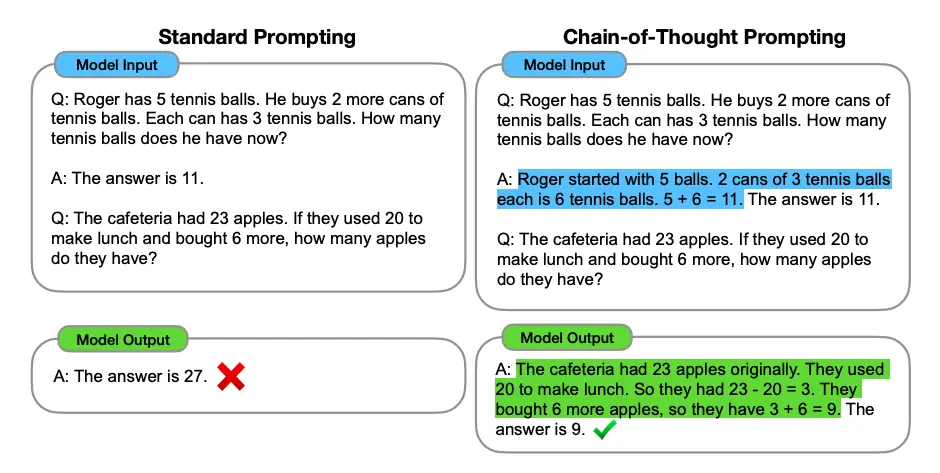 Standard Prompting
Model Input
Q: Roger has 5 tennis balls. He buys 2 more cans of
tennis balls. Each can has 3 tennis balls. How many
tennis balls does he have now?
A: The answer is 11.
Q: The cafeteria had 23 apples. If they used 20 to
make lunch and bought 6 more, how many apples
do they have?
Model Output
A: The answer is 27.
Chain-of-Thought Prompting
Model Input
Q: Roger has 5 tennis balls. He buys 2 more cans of
tennis balls. Each can has 3 tennis balls. How many
tennis balls does he have now?
A: Roger started with 5 balls. 2 cans of 3 tennis balls
each is 6 tennis balls. 5 + 6 = 11. The answer is 11.
Q: The cafeteria had 23 apples. If they used 20 to
make lunch and bought 6 more, how many apples
do they have?
Model Output
A: The cafeteria had 23 apples originally. They used
20 to make lunch. So they had 23 - 20 = 3. They
bought 6 more apples, so they have 3 + 6 = 9. The
answer is 9.